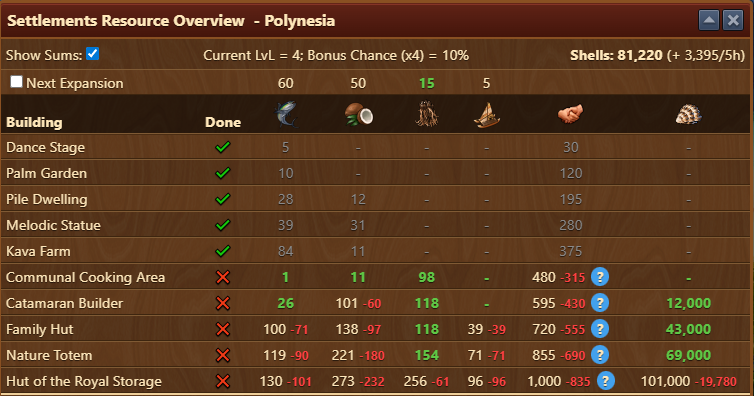 Settlements Resource Overview - Polynesia
Show Sums: Current LvL = 4; Bonus Chance (x4) = 10% Shells: 81,220 (+ 3,395/5h)
Next Expansion 60 50 15 5
Building Done
Dance Stage 5 - - - 30 -
Palm Garden 10 - - - 120 -
Pile Dwelling 28 12 - - 195 -
Melodic Statue 39 31 - - 280 -
Kava Farm 84 11 - - 375 -
Communal Cooking Area 1 11 98 - 480 -315 ? -
Catamaran Builder 26 101 -60 118 - 595 -430 ? 12,000
Family Hut 100 -71 138 -97 118 39 -39 720 -555 ? 43,000
Nature Totem 119 -90 221 -180 154 71 -71 855 -690 ? 69,000
Hut of the Royal Storage 130 -101 273 -232 256 -61 96 -96 1,000 -835 ? 101,000 -19,780